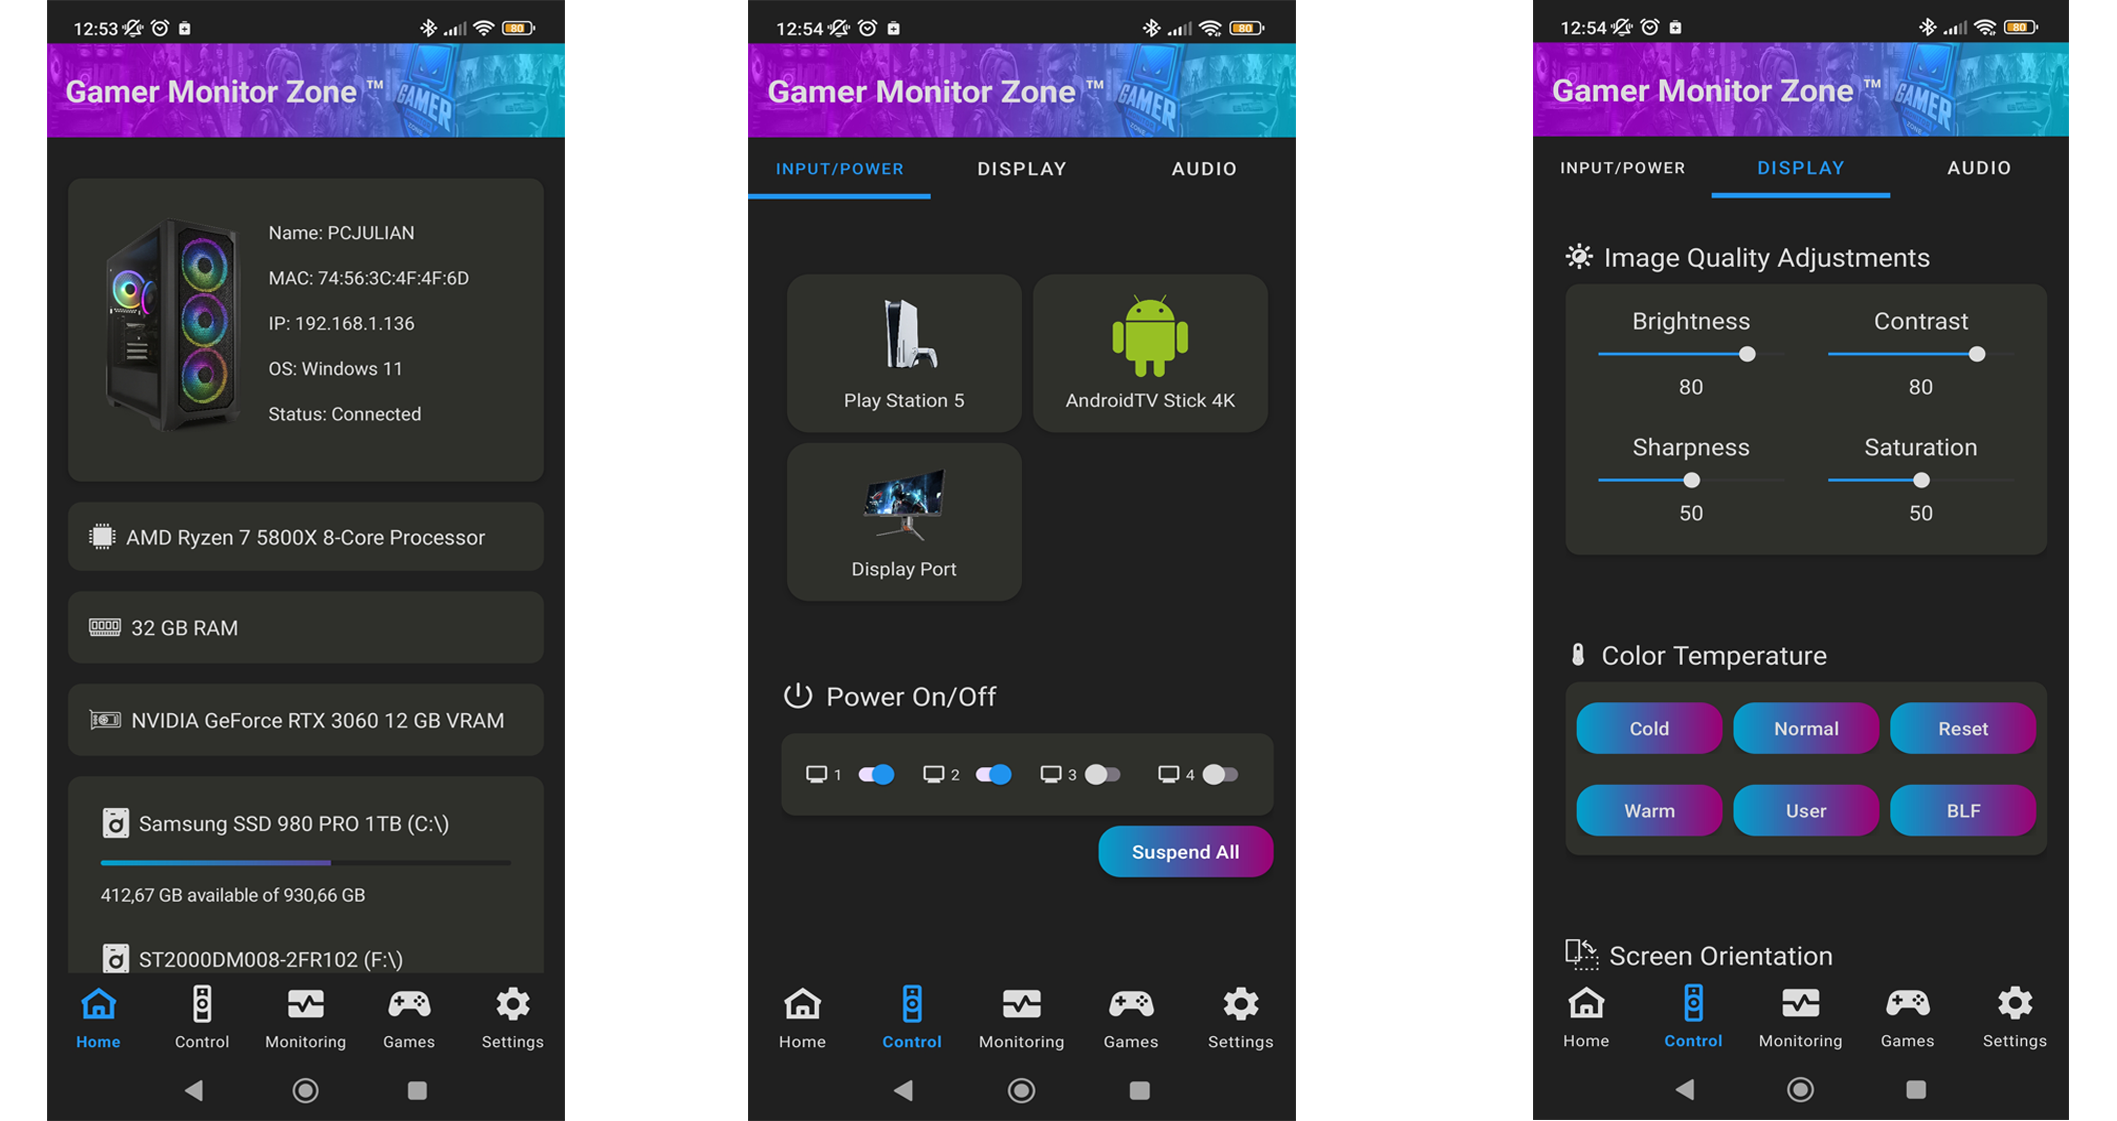 12:53
80
Gamer Monitor Zone ™
GAMER
ZONE
Name: PCJULIAN
MAC: 74:56:3C:4F:4F:6D
IP: 192.168.1.136
OS: Windows 11
Status: Connected
AMD Ryzen 7 5800X 8-Core Processor
32 GB RAM
NVIDIA GeForce RTX 3060 12 GB VRAM
Samsung SSD 980 PRO 1TB (C:\)
412,67 GB available of 930,66 GB
ST2000DM008-2FR102 (F:\)
Home Control Monitoring Games Settings
12:54
80
Gamer Monitor Zone ™
GAMER
ZONE
INPUT/POWER DISPLAY AUDIO
Play Station 5 AndroidTV Stick 4K
Display Port
Power On/Off
1 2 3 4
Suspend All
Home Control Monitoring Games Settings
12:54
80
Gamer Monitor Zone ™
GAMER
ZONE
INPUT/POWER DISPLAY AUDIO
Image Quality Adjustments
Brightness Contrast
80 80
Sharpness Saturation
50 50
Color Temperature
Cold Normal Reset
Warm User BLF
Screen Orientation
Home Control Monitoring Games Settings